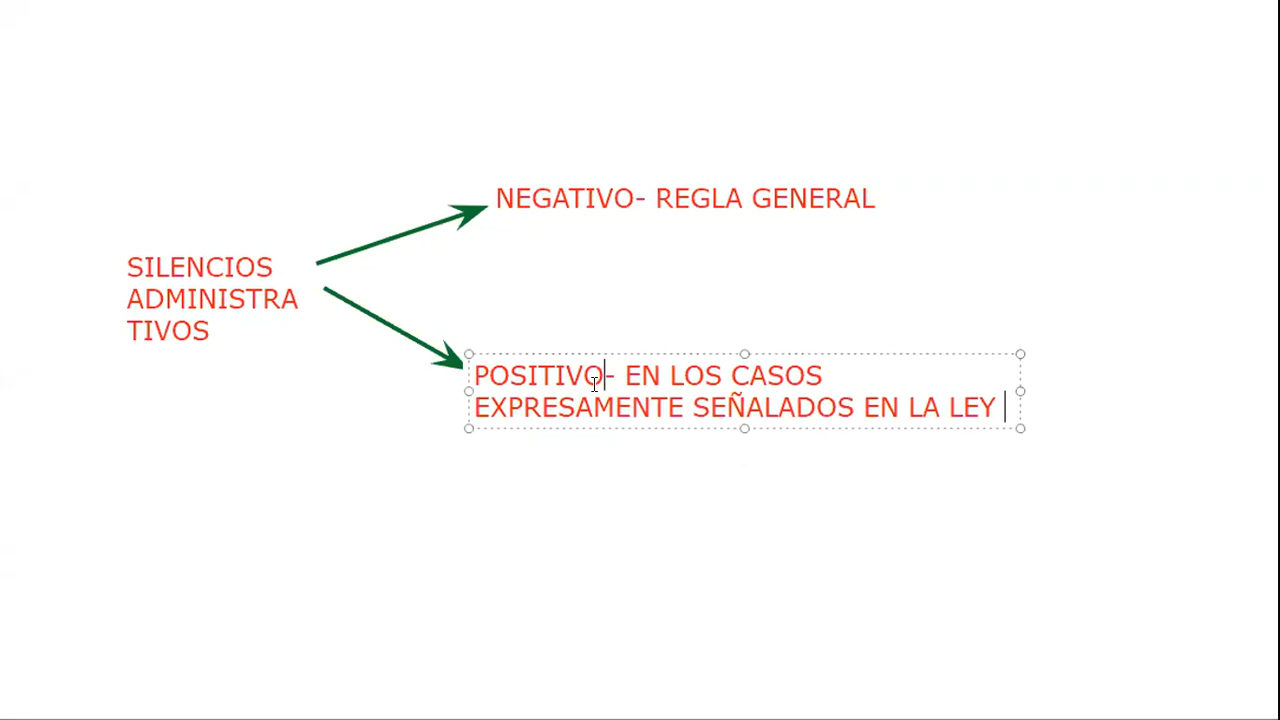 NEGATIVO- REGLA GENERAL
SILENCIOS
ADMINISTRA
TIVOS
POSITIVO- EN LOS CASOS
EXPRESAMENTE SEÑALADOS EN LA LEY